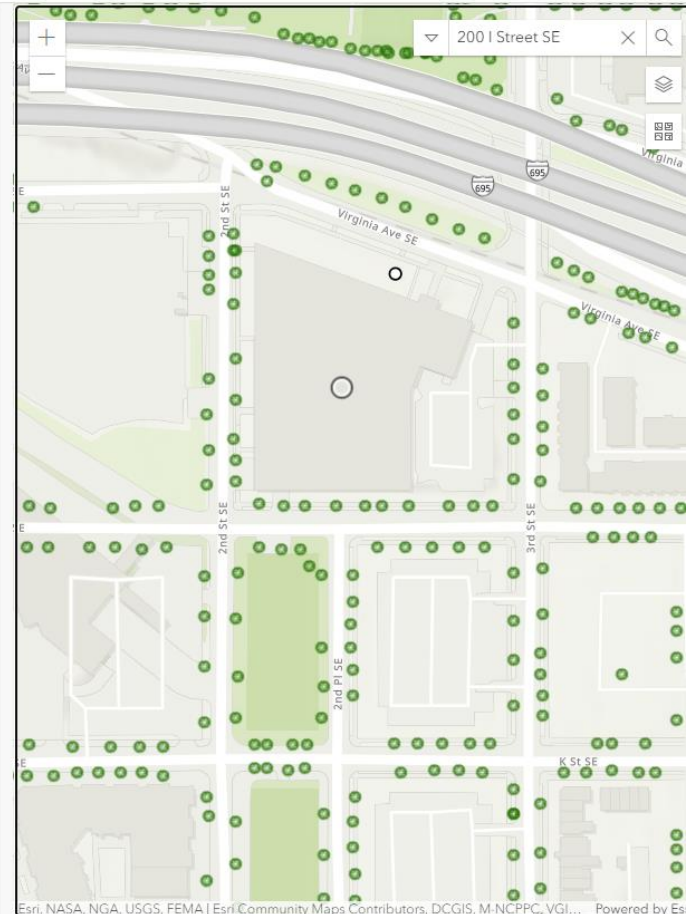 +
200 I Street SE
−
695
695
Virginia
2nd St SE
Virginia Ave SE
Virginia Ave SE
E
2nd St SE
3rd St SE
SE
2nd Pl SE
SE
K St SE
Esri, NASA, NGA, USGS, FEMA | Esri Community Maps Contributors, DCGIS, M-NCPPC, VGI... Powered by Es